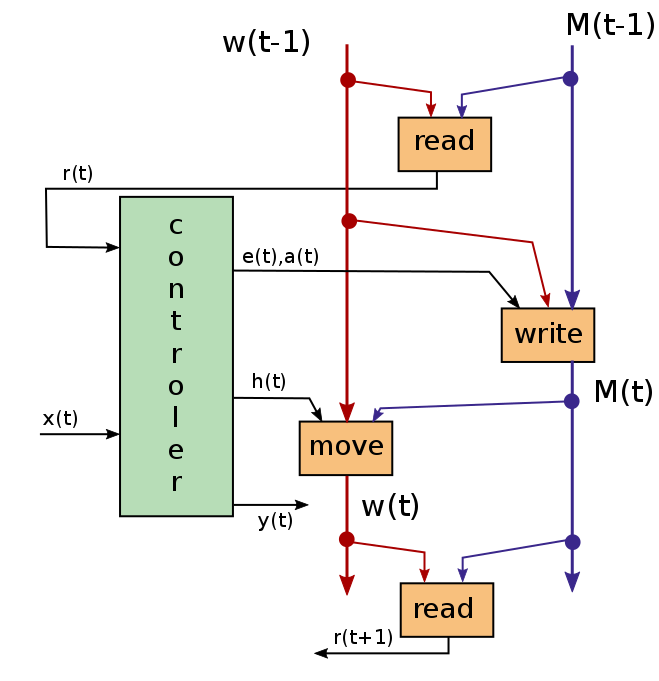 w(t-1)
M(t-1)
read
r(t)
controler
e(t),a(t)
write
h(t)
M(t)
x(t)
move
w(t)
y(t)
read
r(t+1)